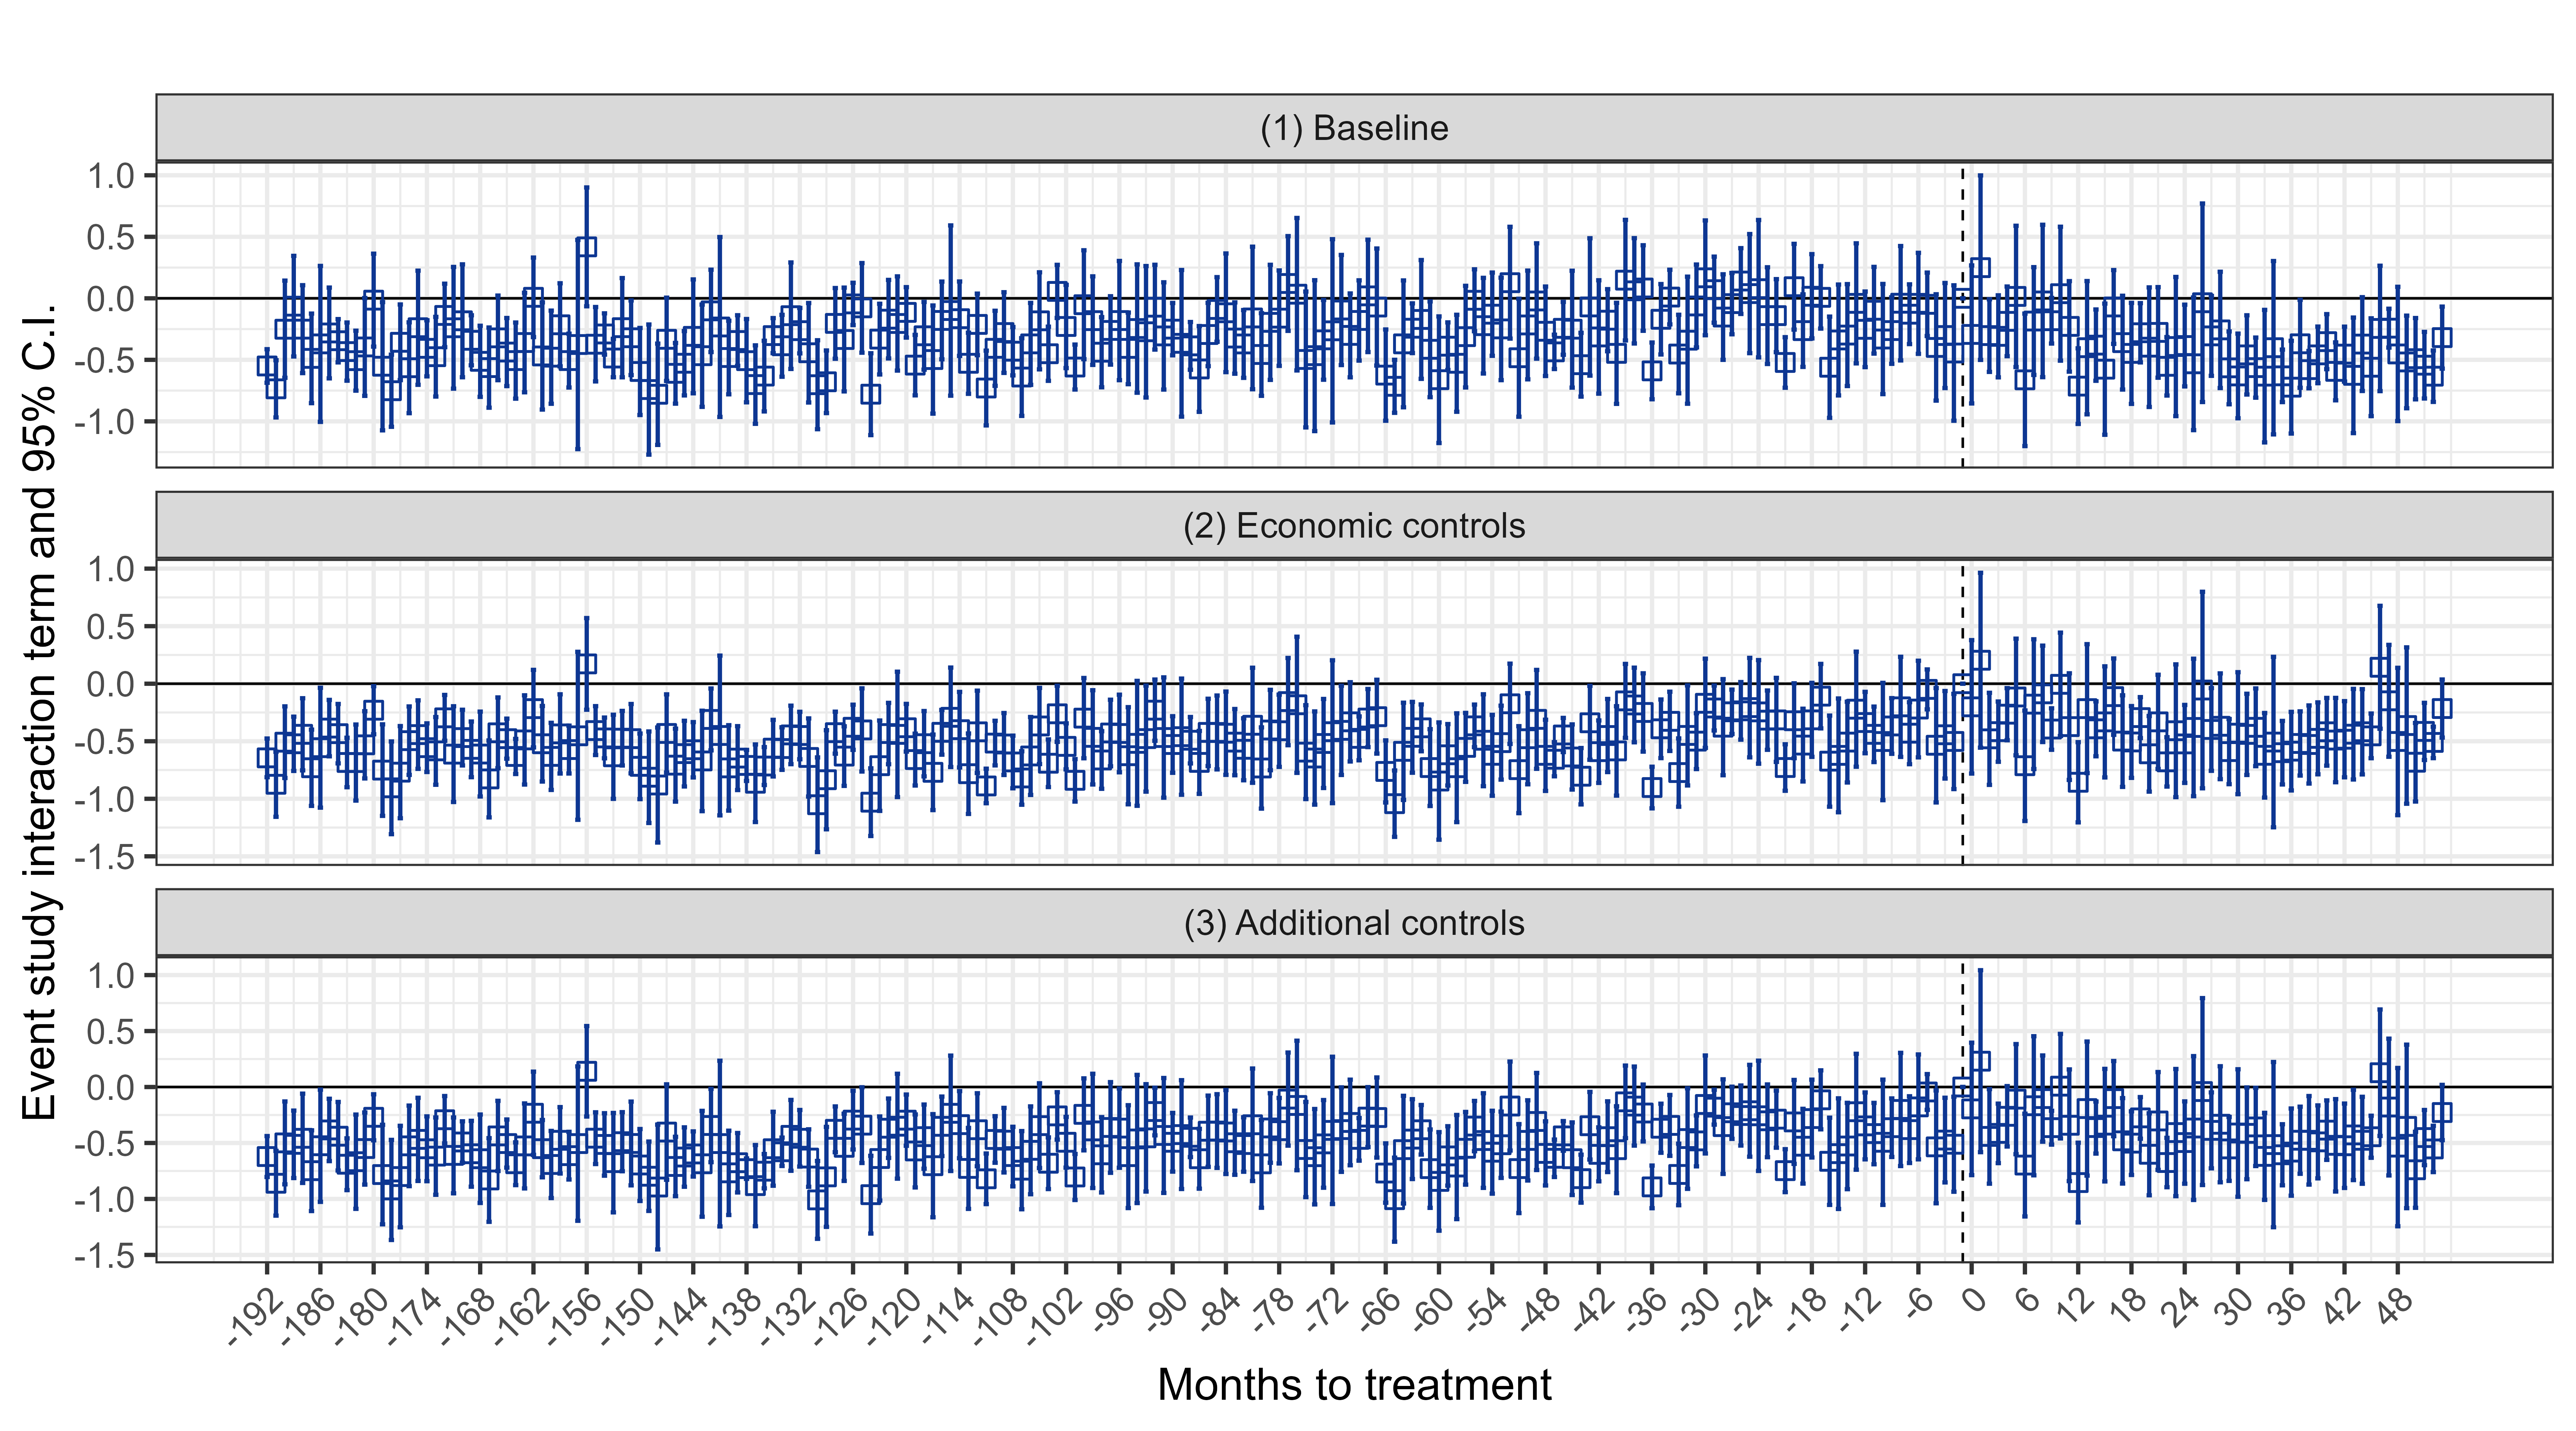 (1) Baseline
1.0
0.5
0.0
-0.5
-1.0
(2) Economic controls
1.0
0.5
0.0
-0.5
-1.0
-1.5
(3) Additional controls
1.0
0.5
0.0
-0.5
-1.0
-1.5
Event study interaction term and 95% C.I.
-192 -186 -180 -174 -168 -162 -156 -150 -144 -138 -132 -126 -120 -114 -108 -102 -96 -90 -84 -78 -72 -66 -60 -54 -48 -42 -36 -30 -24 -18 -12 -6 0 6 12 18 24 30 36 42 48
Months to treatment